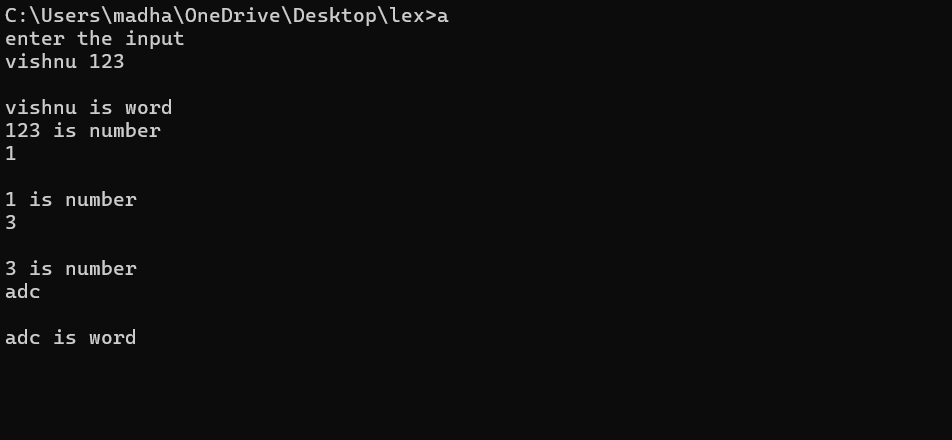 C:\Users\madha\OneDrive\Desktop\lex>a
enter the input
vishnu 123
vishnu is word
123 is number
1
1 is number
3
3 is number
adc
adc is word